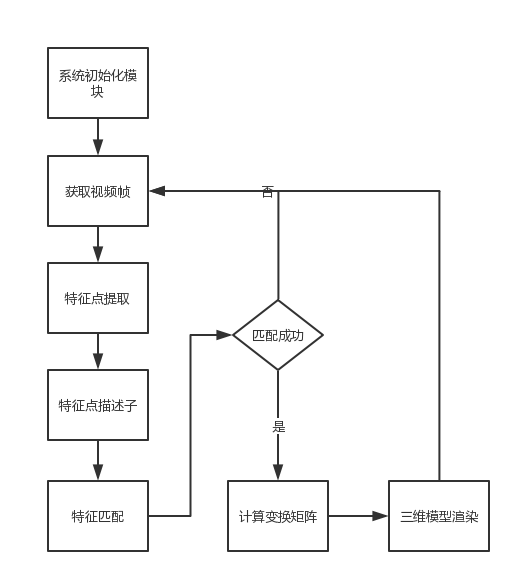 系统初始化模
块
获取视频帧
否
特征点提取
匹配成功
特征点描述子
是
特征匹配
计算变换矩阵
三维模型渲染